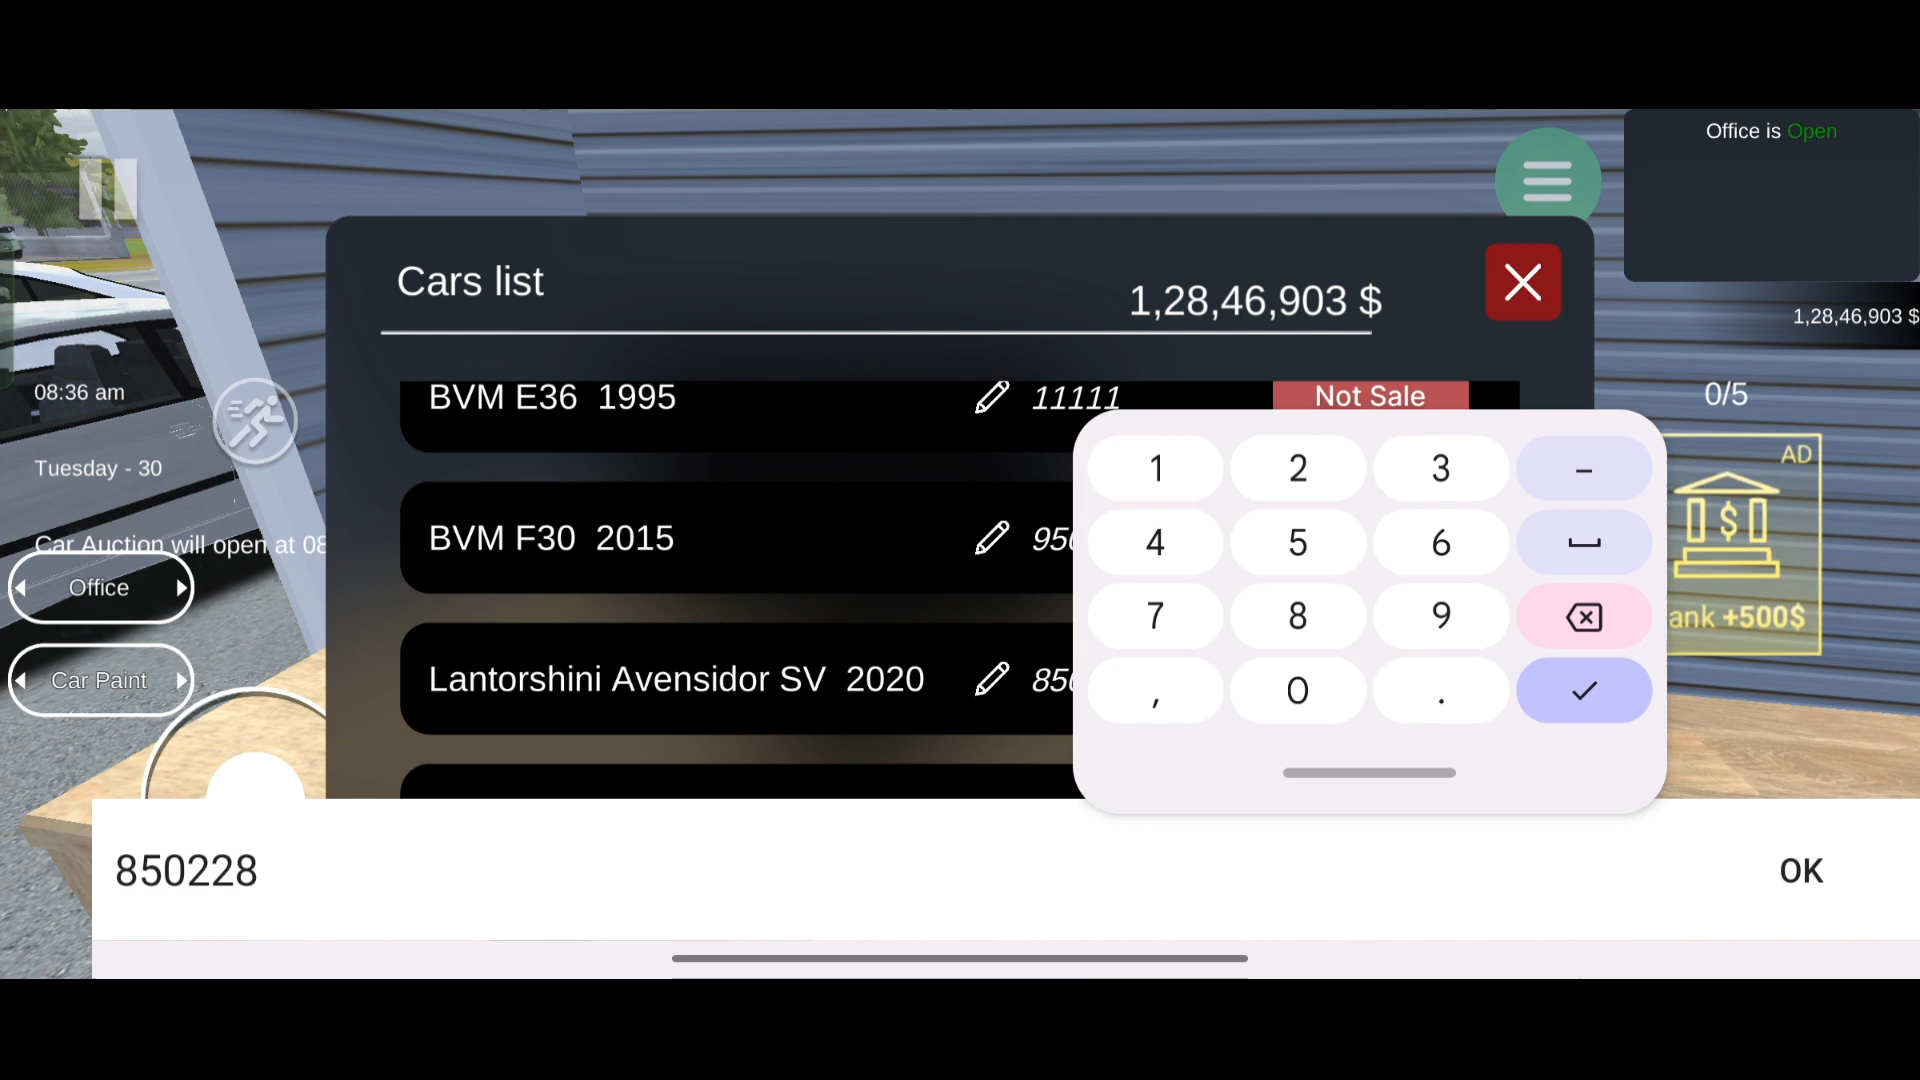 Office is Open
Cars list
1,28,46,903 $
1,28,46,903 $
08:36 am
BVM E36 1995
11111
Not Sale
0/5
AD
Tuesday - 30
Car Auction will open at 08
BVM F30 2015
950
Office
Car Paint
Lantorshini Avensidor SV 2020
850
1 2 3 –
4 5 6
7 8 9
, 0 .
$
ank +500$
850228
OK